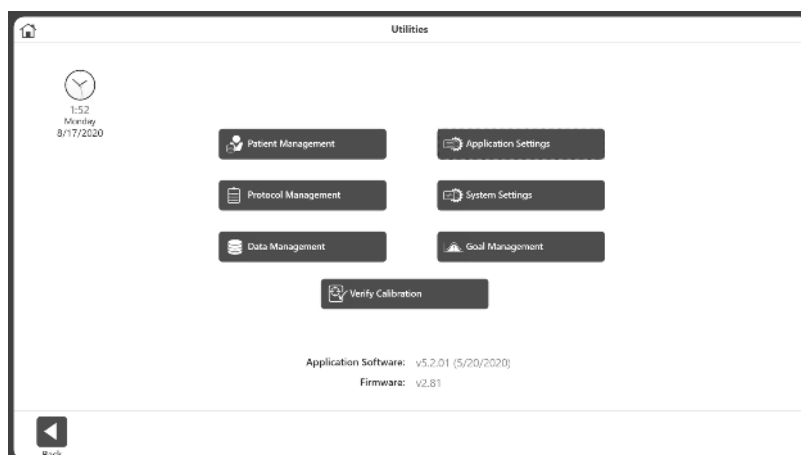 Utilities
1:52
Monday
8/17/2020
Patient Management
Application Settings
Protocol Management
System Settings
Data Management
Goal Management
Verify Calibration
Application Software: v5.2.01 (5/20/2020)
Firmware: v2.81
Back